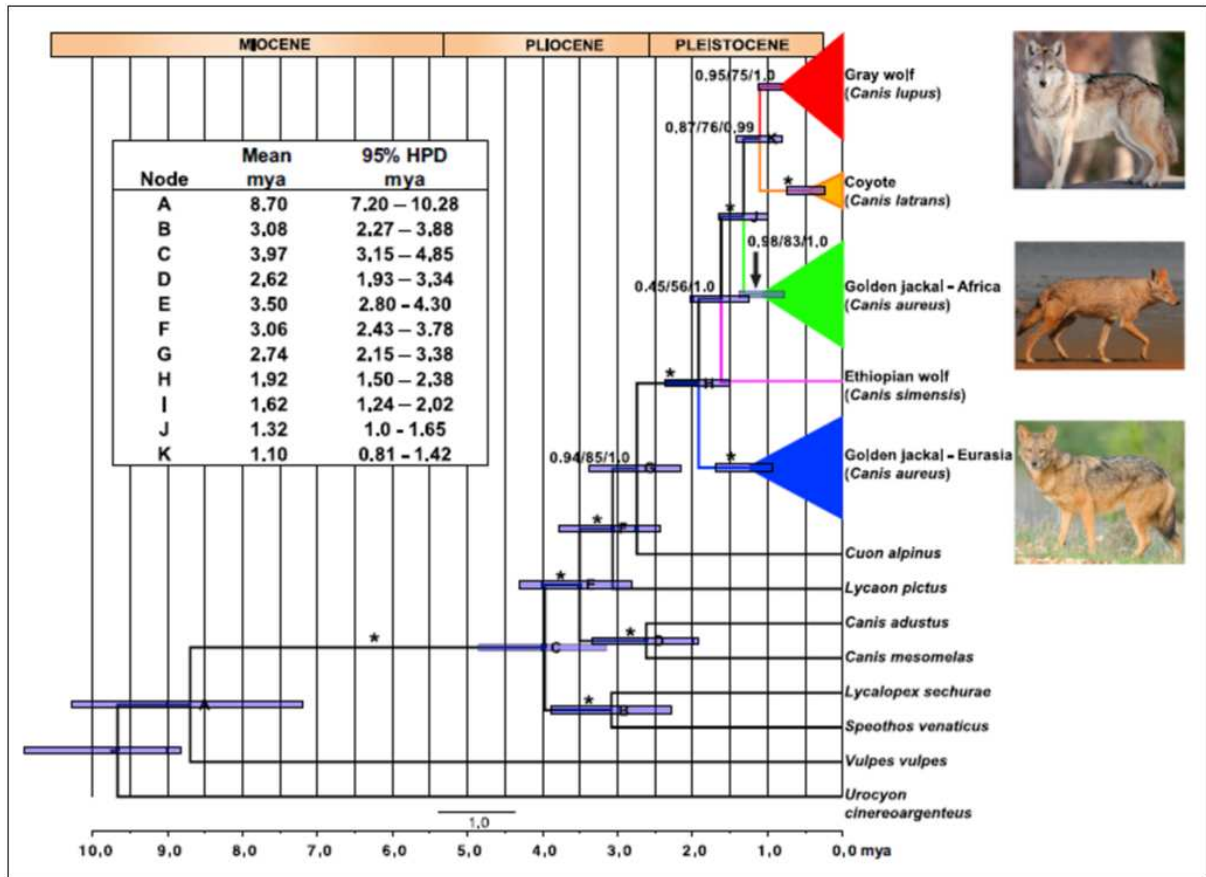 MIOCENE PLIOCENE PLEISTOCENE
0,95/75/1.0
Gray wolf
(Canis lupus)
0,87/76/0,99
K
Coyote
(Canis latrans)
*
*
J
0,98/83/1,0
Golden jackal - Africa
(Canis aureus)
0.45/56/1.0
Ethiopian wolf
(Canis simensis)
*
H
Golden jackal - Eurasia
(Canis aureus)
*
0.94/85/1.0
G
*
F
Cuon alpinus
*
Lycaon pictus
Canis adustus
*
D
Canis mesomelas
*
C
Lycalopex sechurae
*
B
Speothos venaticus
A
Vulpes vulpes
Urocyon
cinereoargenteus
Mean 95% HPD
Node mya mya
A 8.70 7.20 – 10.28
B 3.08 2.27 – 3.88
C 3.97 3.15 – 4.85
D 2.62 1.93 – 3.34
E 3.50 2.80 - 4.30
F 3.06 2.43 – 3.78
G 2.74 2.15 – 3.38
H 1,92 1,50 – 2,38
I 1.62 1.24 – 2.02
J 1.32 1.0 - 1.65
K 1.10 0.81 – 1.42
1,0
10,0 9,0 8,0 7,0 6,0 5,0 4,0 3,0 2,0 1,0 0,0 mya